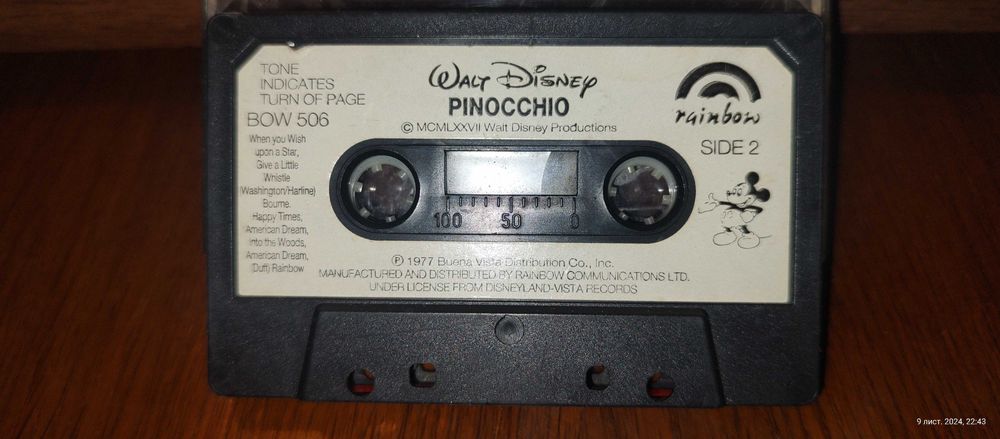 TONE
INDICATES
TURN OF PAGE
BOW 506
When you Wish
upon a Star,
Give a Little
Whistle
(Washington/Harline)
Bourne.
Happy Times,
American Dream,
Into the Woods,
American Dream,
(Duff) Rainbow
WALT DISNEY
PINOCCHIO
© MCMLXXVII Walt Disney Productions
rainbow
SIDE 2
100 50 0
℗ 1977 Buena Vista Distribution Co., Inc.
MANUFACTURED AND DISTRIBUTED BY RAINBOW COMMUNICATIONS LTD.
UNDER LICENSE FROM DISNEYLAND-VISTA RECORDS
9 лист. 2024, 22:43